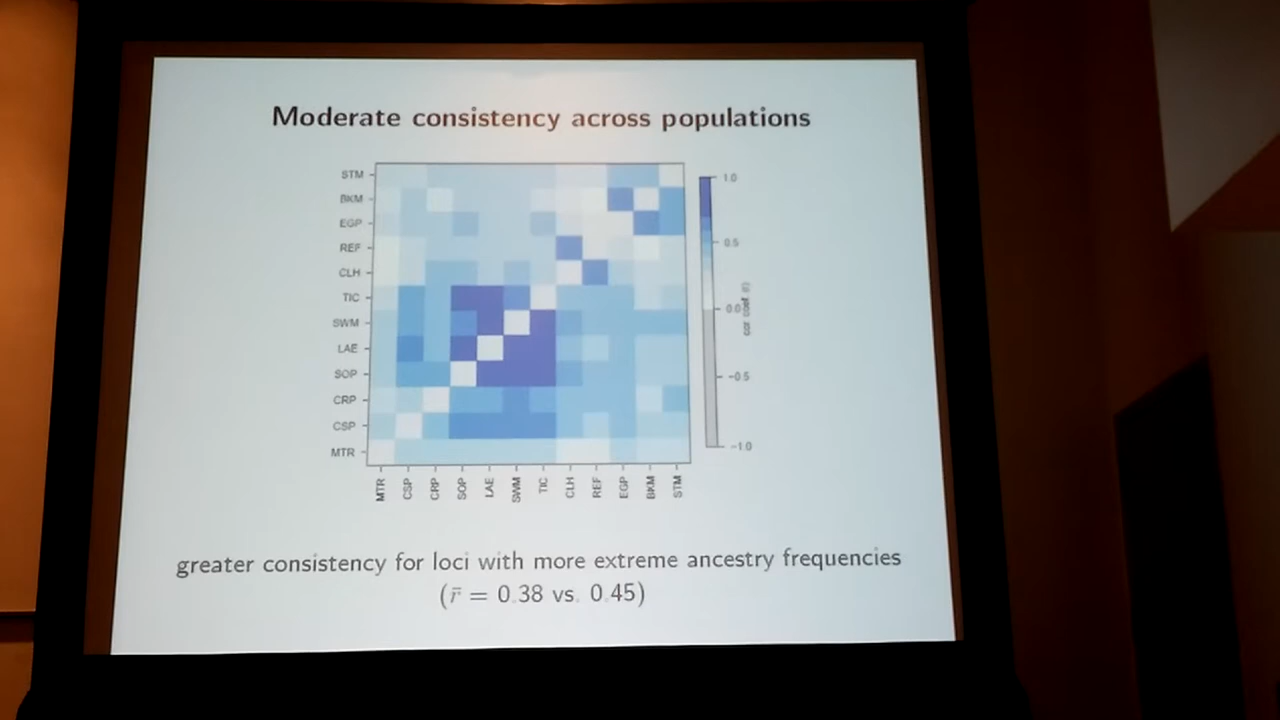 Moderate consistency across populations
STM
BKM
EGP
REF
CLH
TIC
SWM
LAE
SOP
CRP
CSP
MTR
MTR
CSP
CRP
SOP
LAE
SWM
TIC
CLH
REF
EGP
BKM
STM
1.0
0.5
0.0
-0.5
-1.0
cor coef
greater consistency for loci with more extreme ancestry frequencies
(r̄ = 0.38 vs. 0.45)